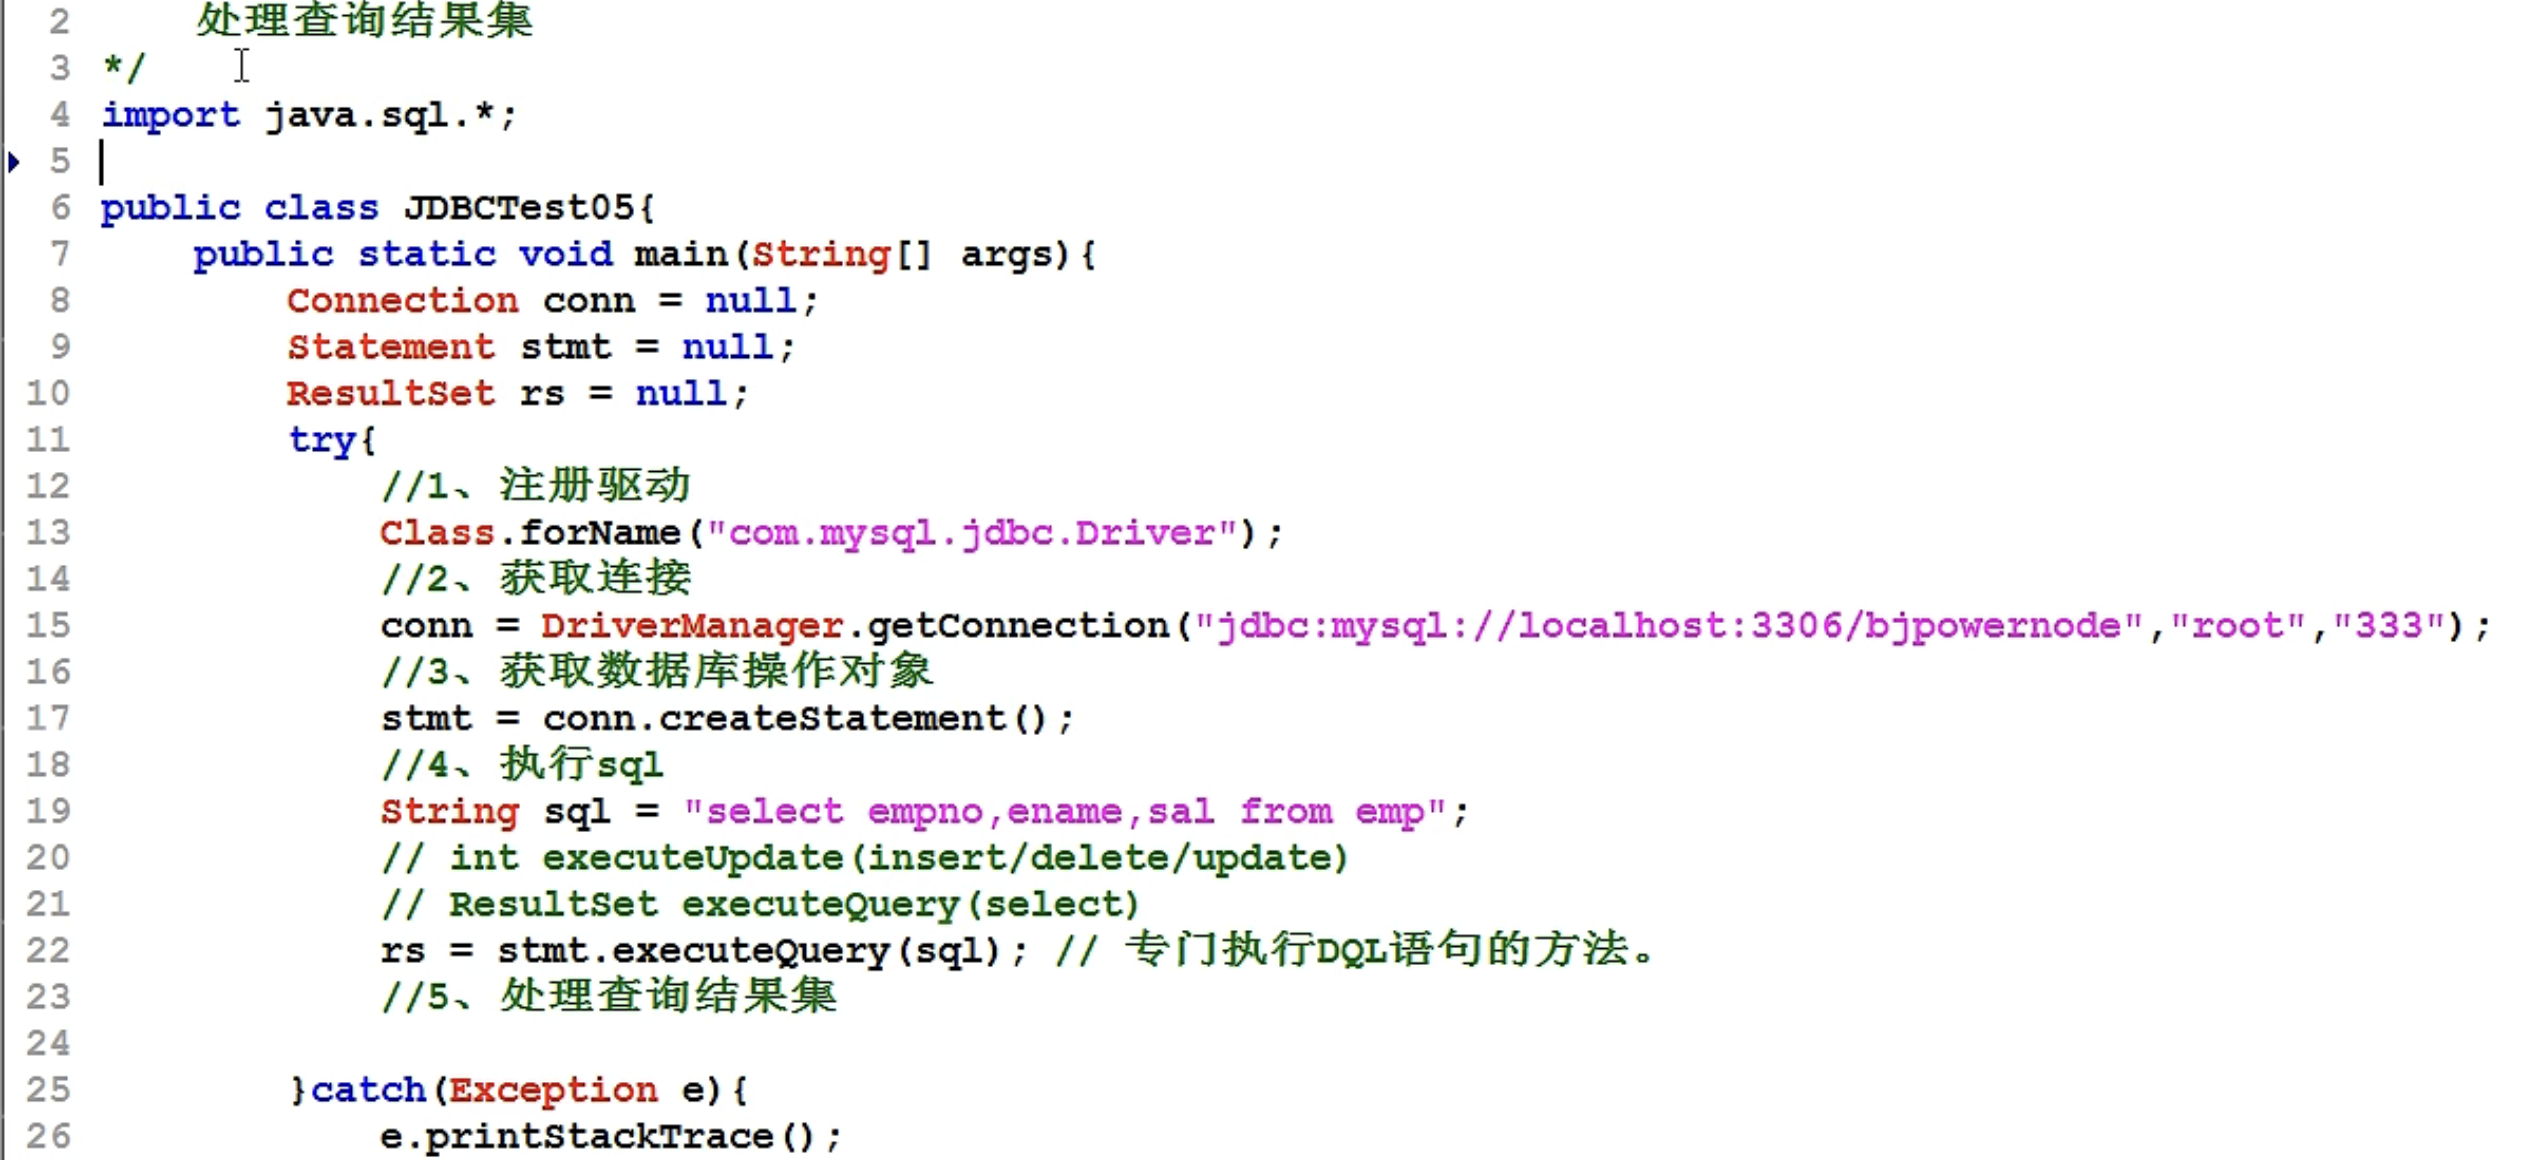 2 处理查询结果集
3 */
4 import java.sql.*;
5
6 public class JDBCTest05{
7 public static void main(String[] args){
8 Connection conn = null;
9 Statement stmt = null;
10 ResultSet rs = null;
11 try{
12 //1、注册驱动
13 Class.forName("com.mysql.jdbc.Driver");
14 //2、获取连接
15 conn = DriverManager.getConnection("jdbc:mysql://localhost:3306/bjpowernode","root","333");
16 //3、获取数据库操作对象
17 stmt = conn.createStatement();
18 //4、执行sql
19 String sql = "select empno,ename,sal from emp";
20 // int executeUpdate(insert/delete/update)
21 // ResultSet executeQuery(select)
22 rs = stmt.executeQuery(sql); // 专门执行DQL语句的方法。
23 //5、处理查询结果集
24
25 }catch(Exception e){
26 e.printStackTrace();